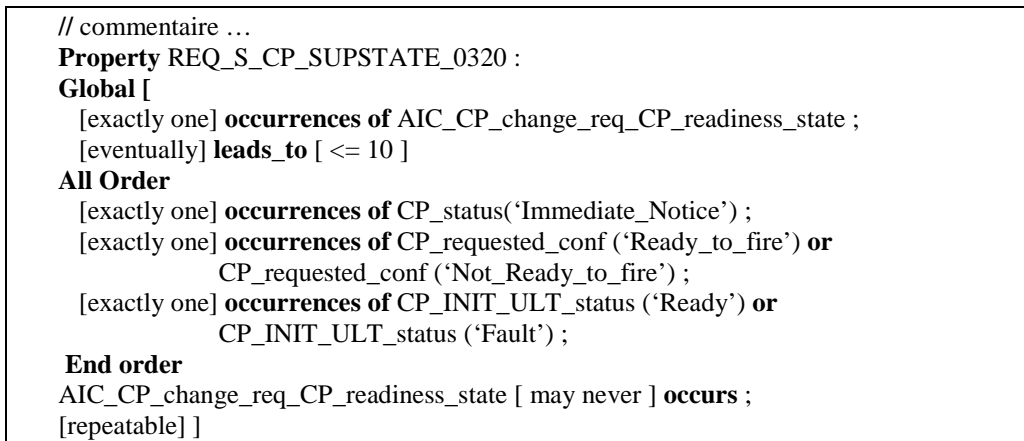 // commentaire …
Property REQ_S_CP_SUPSTATE_0320 :
Global [
[exactly one] occurrences of AIC_CP_change_req_CP_readiness_state ;
[eventually] leads_to [ <= 10 ]
All Order
[exactly one] occurrences of CP_status(‘Immediate_Notice’) ;
[exactly one] occurrences of CP_requested_conf (‘Ready_to_fire’) or
CP_requested_conf (‘Not_Ready_to_fire’) ;
[exactly one] occurrences of CP_INIT_ULT_status (‘Ready’) or
CP_INIT_ULT_status (‘Fault’) ;
End order
AIC_CP_change_req_CP_readiness_state [ may never ] occurs ;
[repeatable] ]